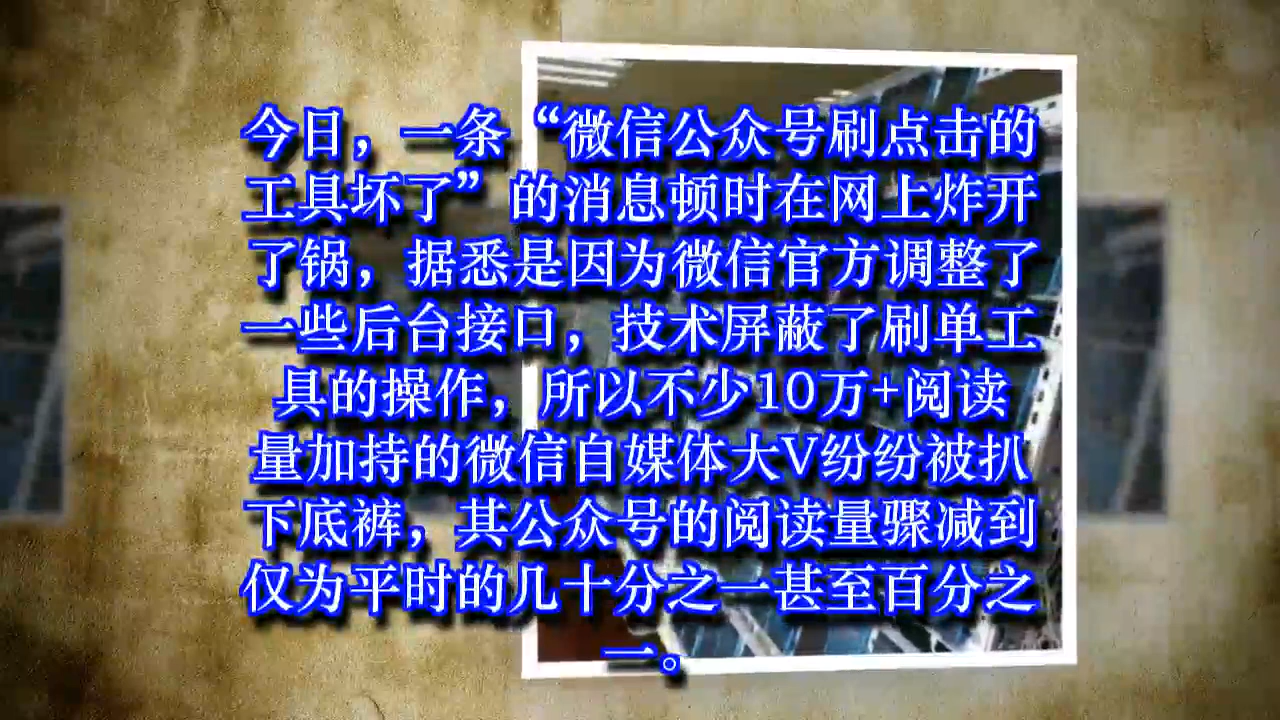 今日，一条“微信公众号刷点击的
工具坏了”的消息顿时在网上炸开
了锅，据悉是因为微信官方调整了
一些后台接口，技术屏蔽了刷单工
具的操作，所以不少10万+阅读
量加持的微信自媒体大V纷纷被扒
下底裤，其公众号的阅读量骤减到
仅为平时的几十分之一甚至百分之
一。